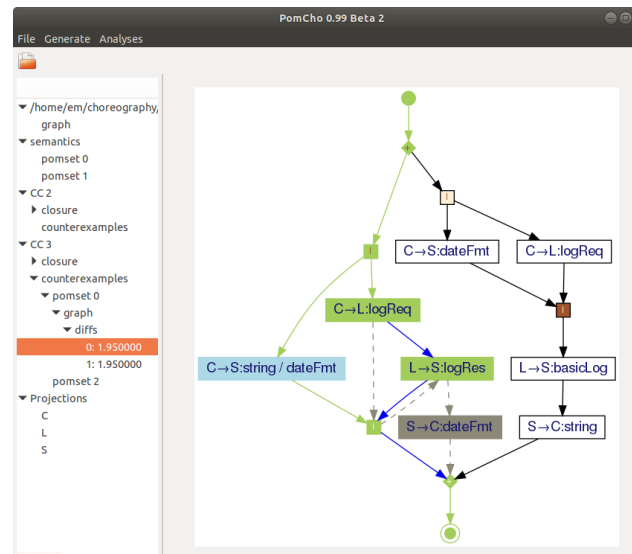 PomCho 0.99 Beta 2
File Generate Analyses
/home/em/choreography,
graph
semantics
pomset 0
pomset 1
CC 2
closure
counterexamples
CC 3
closure
counterexamples
pomset 0
graph
diffs
0: 1.950000
1: 1.950000
pomset 2
Projections
C
L
S
+
|
|
C→S:dateFmt C→L:logReq
C→L:logReq
|
C→S:string / dateFmt L→S:logRes L→S:basicLog
|
S→C:dateFmt S→C:string
+